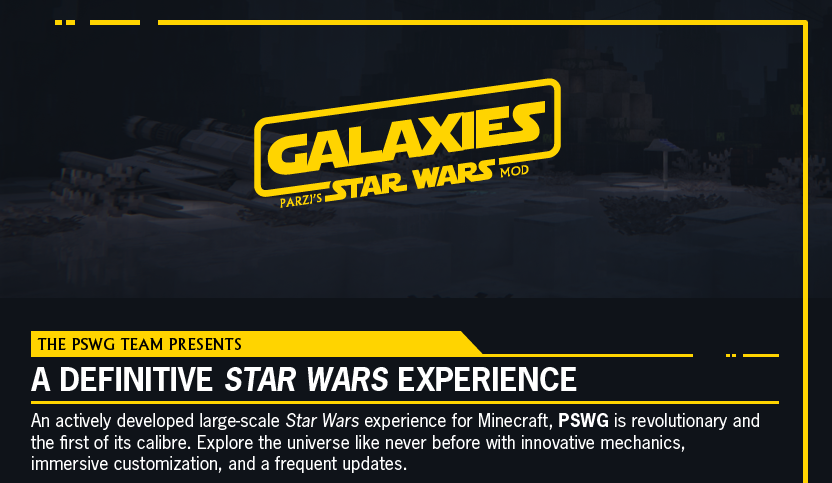 GALAXIES
PARZI'S STAR WARS MOD
THE PSWG TEAM PRESENTS
A DEFINITIVE STAR WARS EXPERIENCE
An actively developed large-scale Star Wars experience for Minecraft, PSWG is revolutionary and
the first of its calibre. Explore the universe like never before with innovative mechanics,
immersive customization, and a frequent updates.